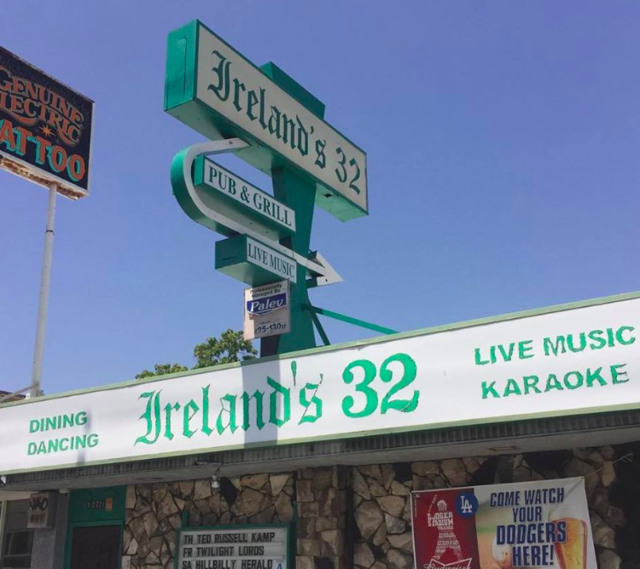 GENUINE
ELECTRIC
TATTOO
Ireland's 32
PUB & GRILL
LIVE MUSIC
Paley
DINING
DANCING
Ireland's 32
LIVE MUSIC
KARAOKE
TH TED RUSSELL KAMP
FR TWILIGHT LORDS
SA HILLBILLY HERALD
LA
COME WATCH
YOUR
DODGERS
HERE!